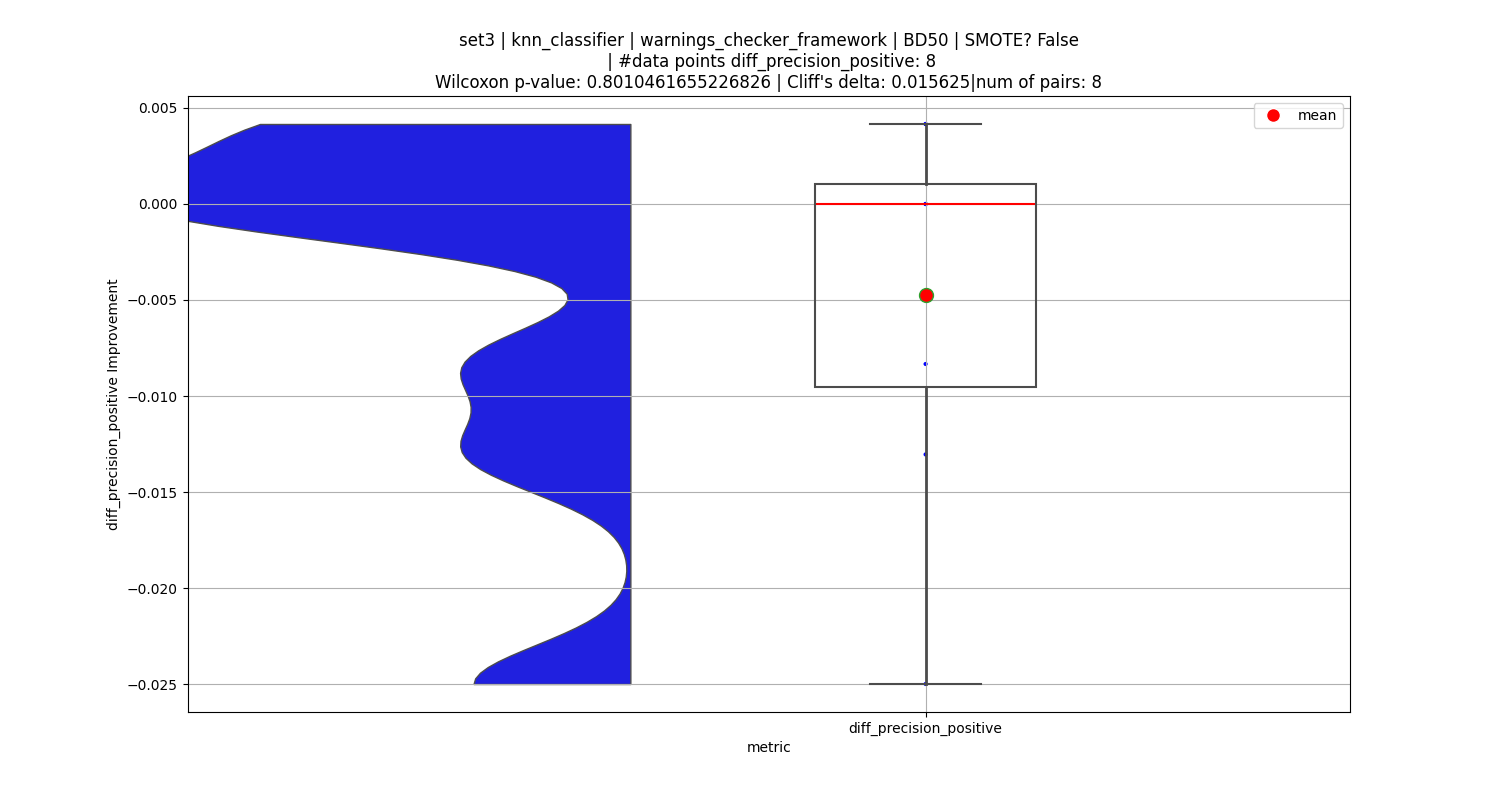 set3 | knn_classifier | warnings_checker_framework | BD50 | SMOTE? False
| #data points diff_precision_positive: 8
Wilcoxon p-value: 0.8010461655226826 | Cliff's delta: 0.015625|num of pairs: 8
mean
0.005
0.000
−0.005
−0.010
−0.015
−0.020
−0.025
diff_precision_positive Improvement
diff_precision_positive
metric